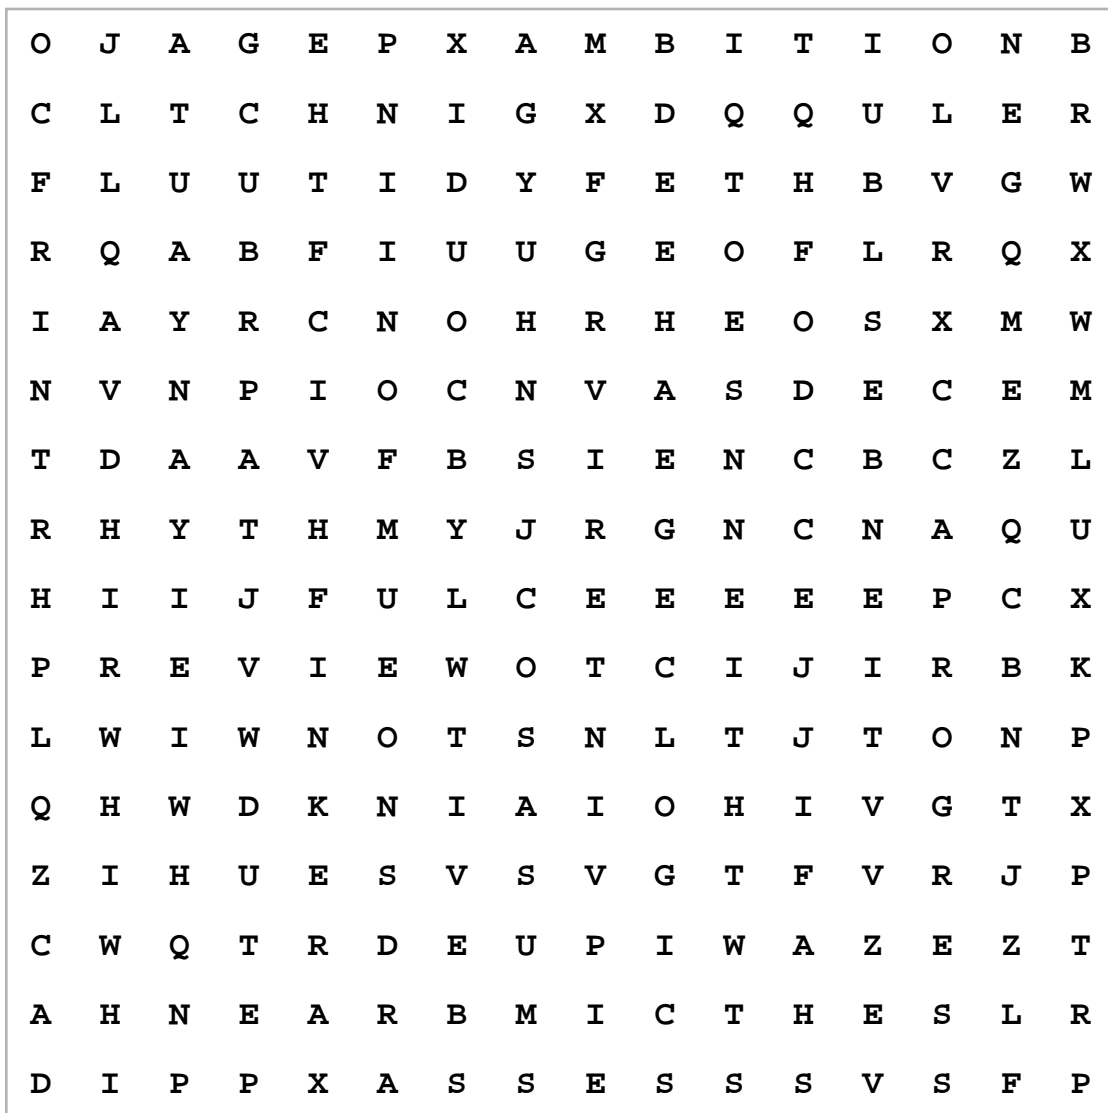 O J A G E P X A M B I T I O N B
C L T C H N I G X D Q Q U L E R
F L U U T I D Y F E T H B V G W
R Q A B F I U U G E O F L R Q X
I A Y R C N O H R H E O S X M W
N V N P I O C N V A S D E C E M
T D A A V F B S I E N C B C Z L
R H Y T H M Y J R G N C N A Q U
H I I J F U L C E E E E E P C X
P R E V I E W O T C I J I R B K
L W I W N O T S N L T J T O N P
Q H W D K N I A I O H I V G T X
Z I H U E S V S V G T F V R J P
C W Q T R D E U P I W A Z E Z T
A H N E A R B M I C T H E S L R
D I P P X A S S E S S S V S F P